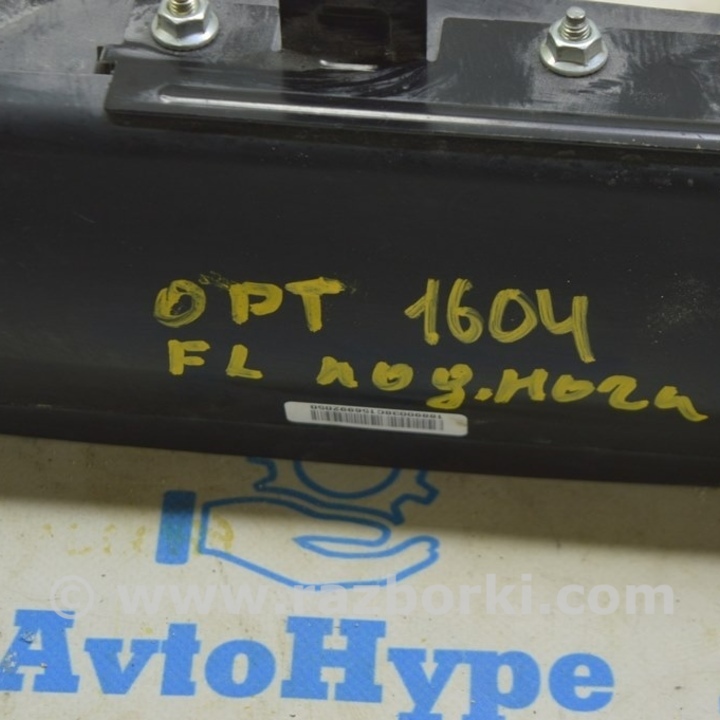 OPT 1604
FL под.ноги
© www.razborki.com
AvtoHype